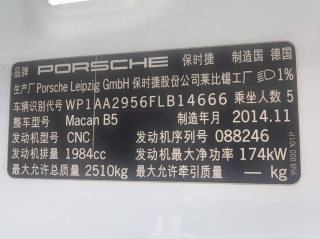 品牌 PORSCHE 保时捷 制造国 德国
生产厂 Porsche Leipzig GmbH 保时捷股份公司莱比锡工厂 1%
车辆识别代号 WP1AA2956FLB14666 乘坐人数 5
整车型号 Macan B5 制造年月 2014.11
发动机型号 CNC 发动机序列号 088246
发动机排量 1984cc 发动机最大净功率 174kW
最大允许总质量 2510kg 最大允许牵引质量 — kg
95B 000 101 P